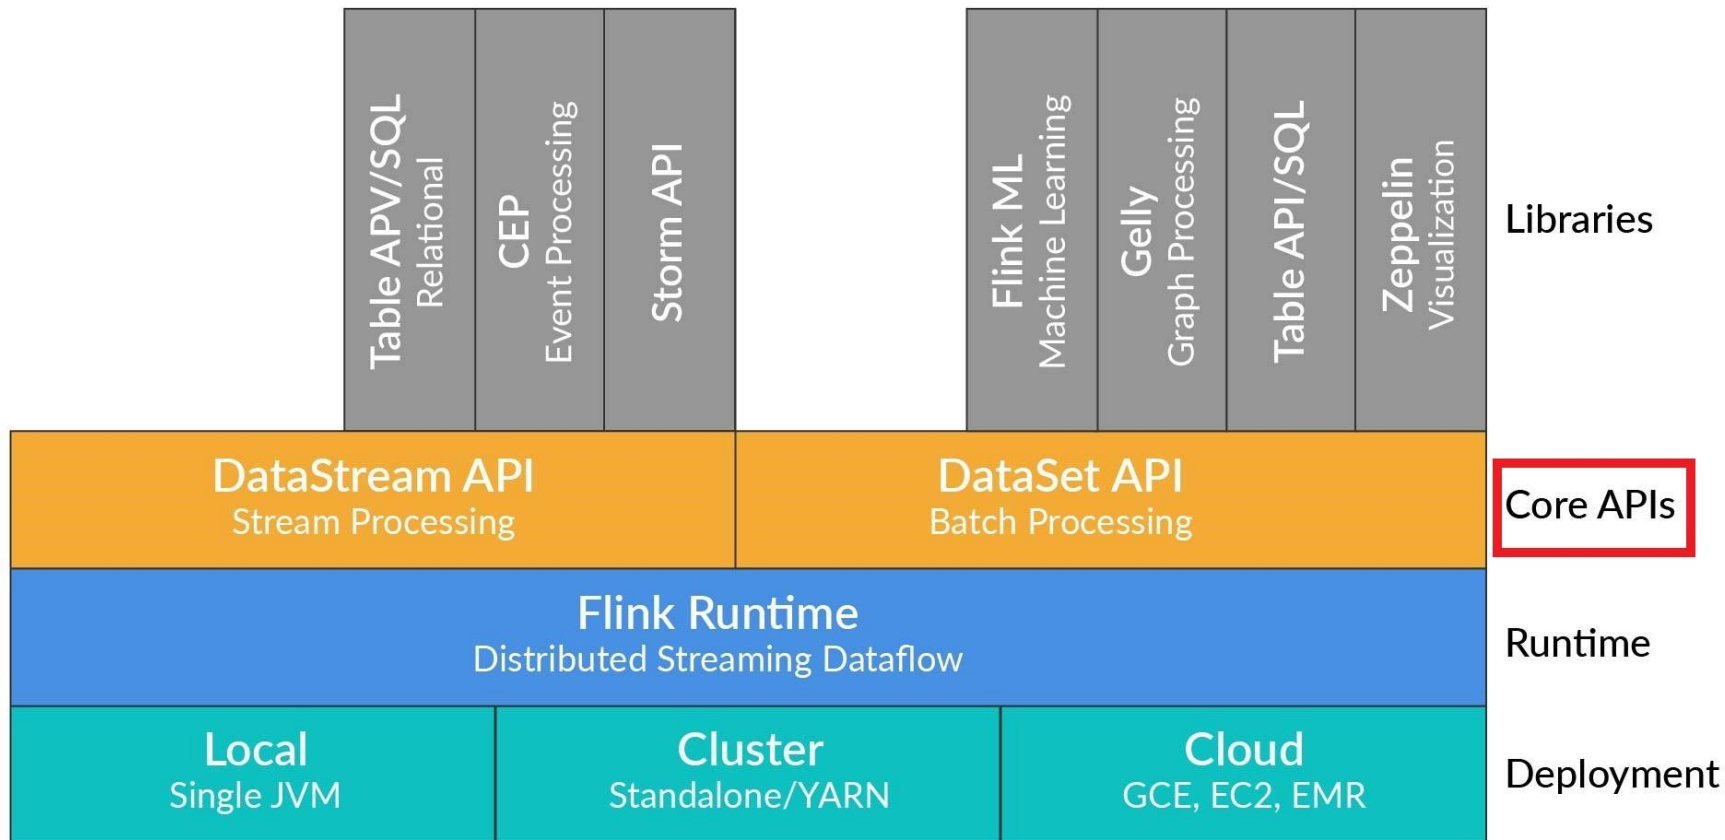 Table APV/SQL
Relational
CEP
Event Processing
Storm API
Flink ML
Machine Learning
Gelly
Graph Processing
Table API/SQL
Zeppelin
Visualization
Libraries
DataStream API
Stream Processing
DataSet API
Batch Processing
Core APIs
Flink Runtime
Distributed Streaming Dataflow
Runtime
Local
Single JVM
Cluster
Standalone/YARN
Cloud
GCE, EC2, EMR
Deployment